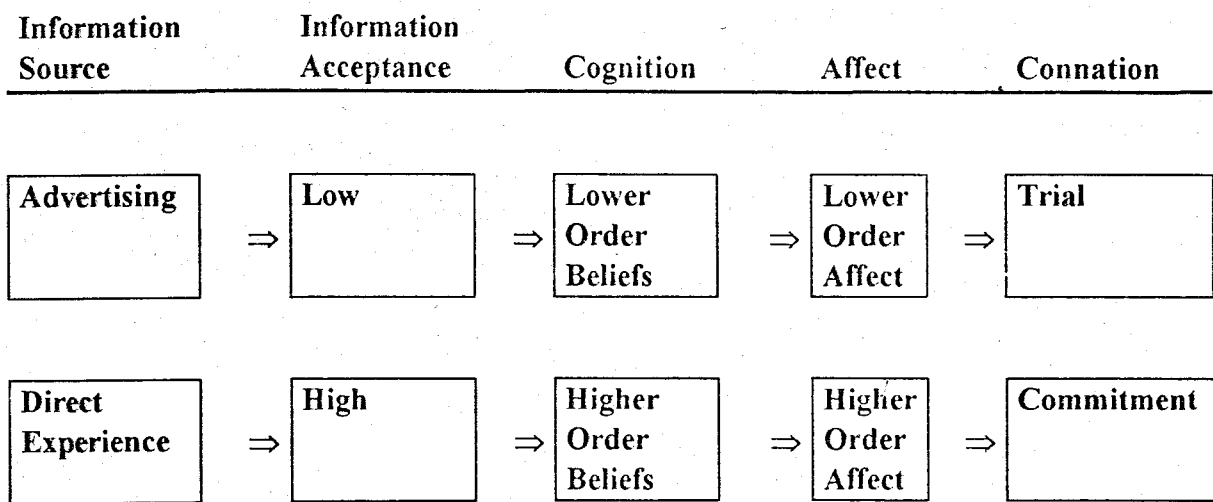 Information Information
Source Acceptance Cognition Affect Connation
Advertising ⇒ Low ⇒ Lower Order Beliefs ⇒ Lower Order Affect ⇒ Trial
Direct Experience ⇒ High ⇒ Higher Order Beliefs ⇒ Higher Order Affect ⇒ Commitment